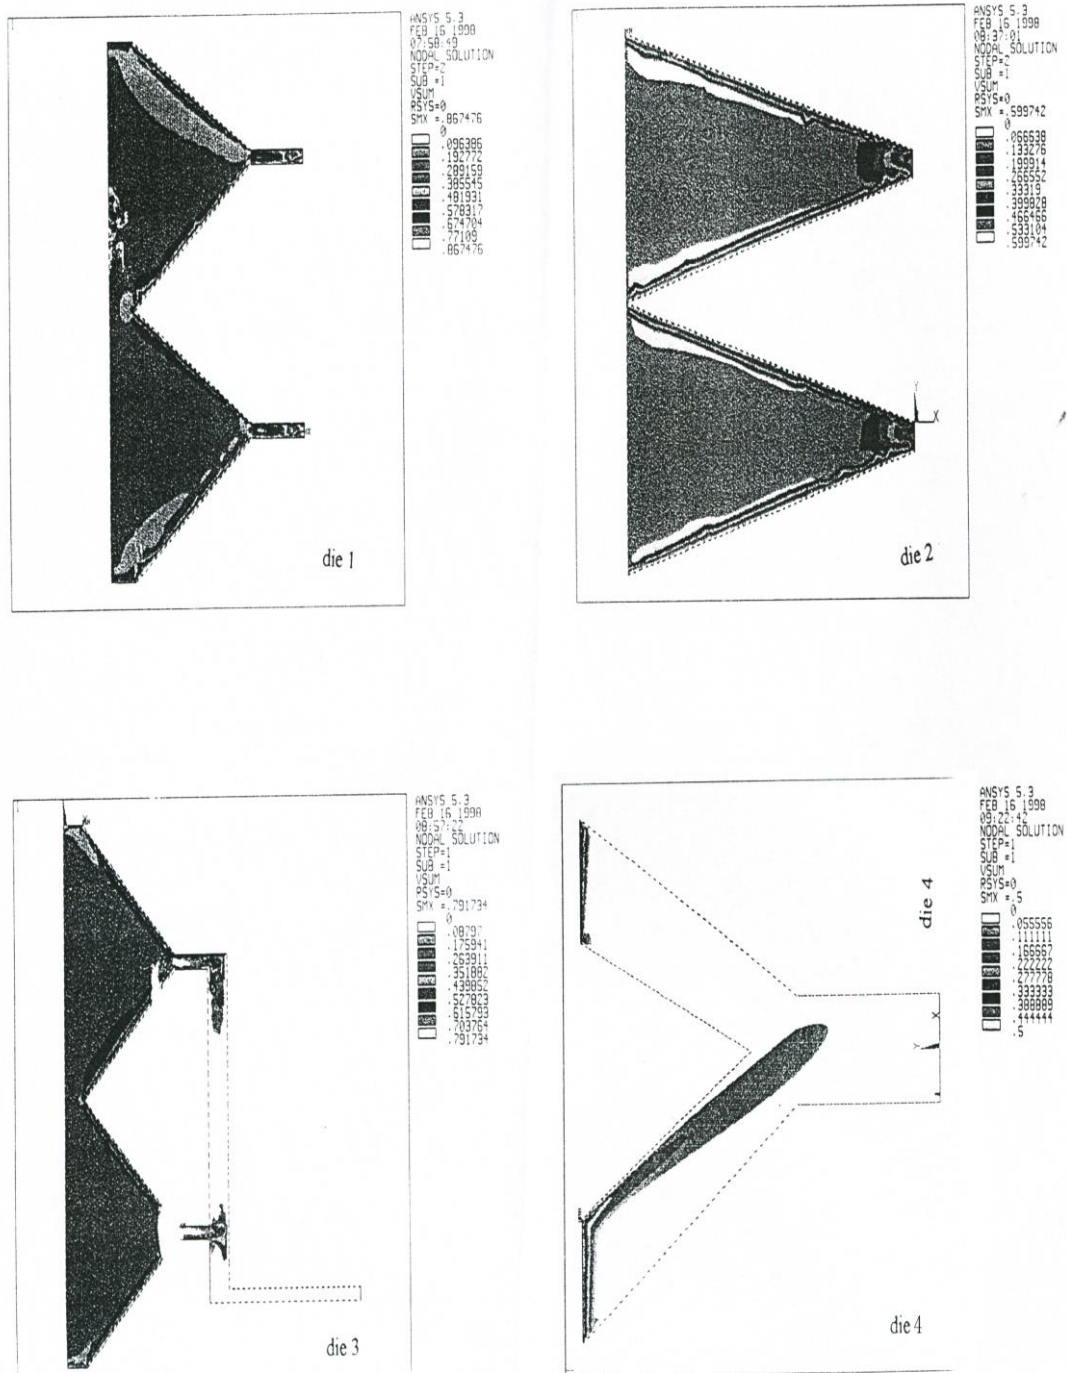 ANSYS 5.3
FEB 16 1998
07:58:49
NODAL SOLUTION
STEP=2
SUB =1
VSUM
RSYS=0
SMX =.867476
0
.096386
.192772
.289159
.385545
.481931
.578317
.674704
.77109
.867476
die 1
ANSYS 5.3
FEB 16 1998
08:37:01
NODAL SOLUTION
STEP=2
SUB =1
VSUM
RSYS=0
SMX =.599742
0
.066638
.133276
.199914
.266552
.33319
.399828
.466466
.533104
.599742
Y
X
die 2
ANSYS 5.3
FEB 16 1998
08:57:22
NODAL SOLUTION
STEP=1
SUB =1
VSUM
RSYS=0
SMX =.791734
0
.08797
.175941
.263911
.351882
.439852
.527823
.615793
.703764
.791734
die 3
ANSYS 5.3
FEB 16 1998
09:22:42
NODAL SOLUTION
STEP=1
SUB =1
VSUM
RSYS=0
SMX =.5
0
.055556
.111111
.166667
.222222
.277778
.333333
.388889
.444444
.5
die 4
X
Y
die 4